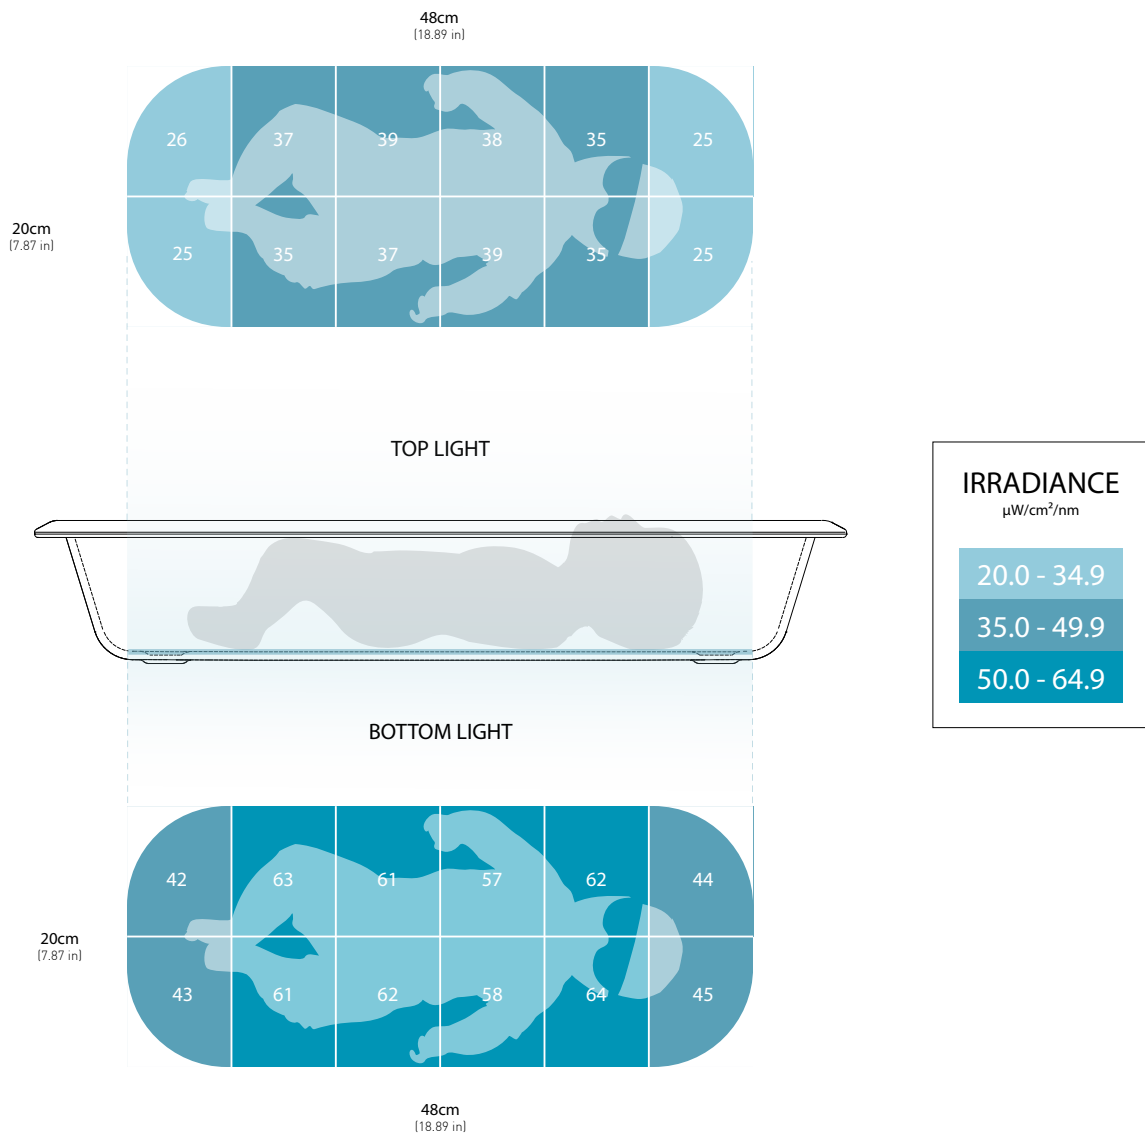 48cm
(18.89 in)
26 37 39 38 35 25
20cm
(7.87 in)
25 35 37 39 35 25
TOP LIGHT
IRRADIANCE
µW/cm²/nm
20.0 - 34.9
35.0 - 49.9
50.0 - 64.9
BOTTOM LIGHT
42 63 61 57 62 44
20cm
(7.87 in)
43 61 62 58 64 45
48cm
(18.89 in)